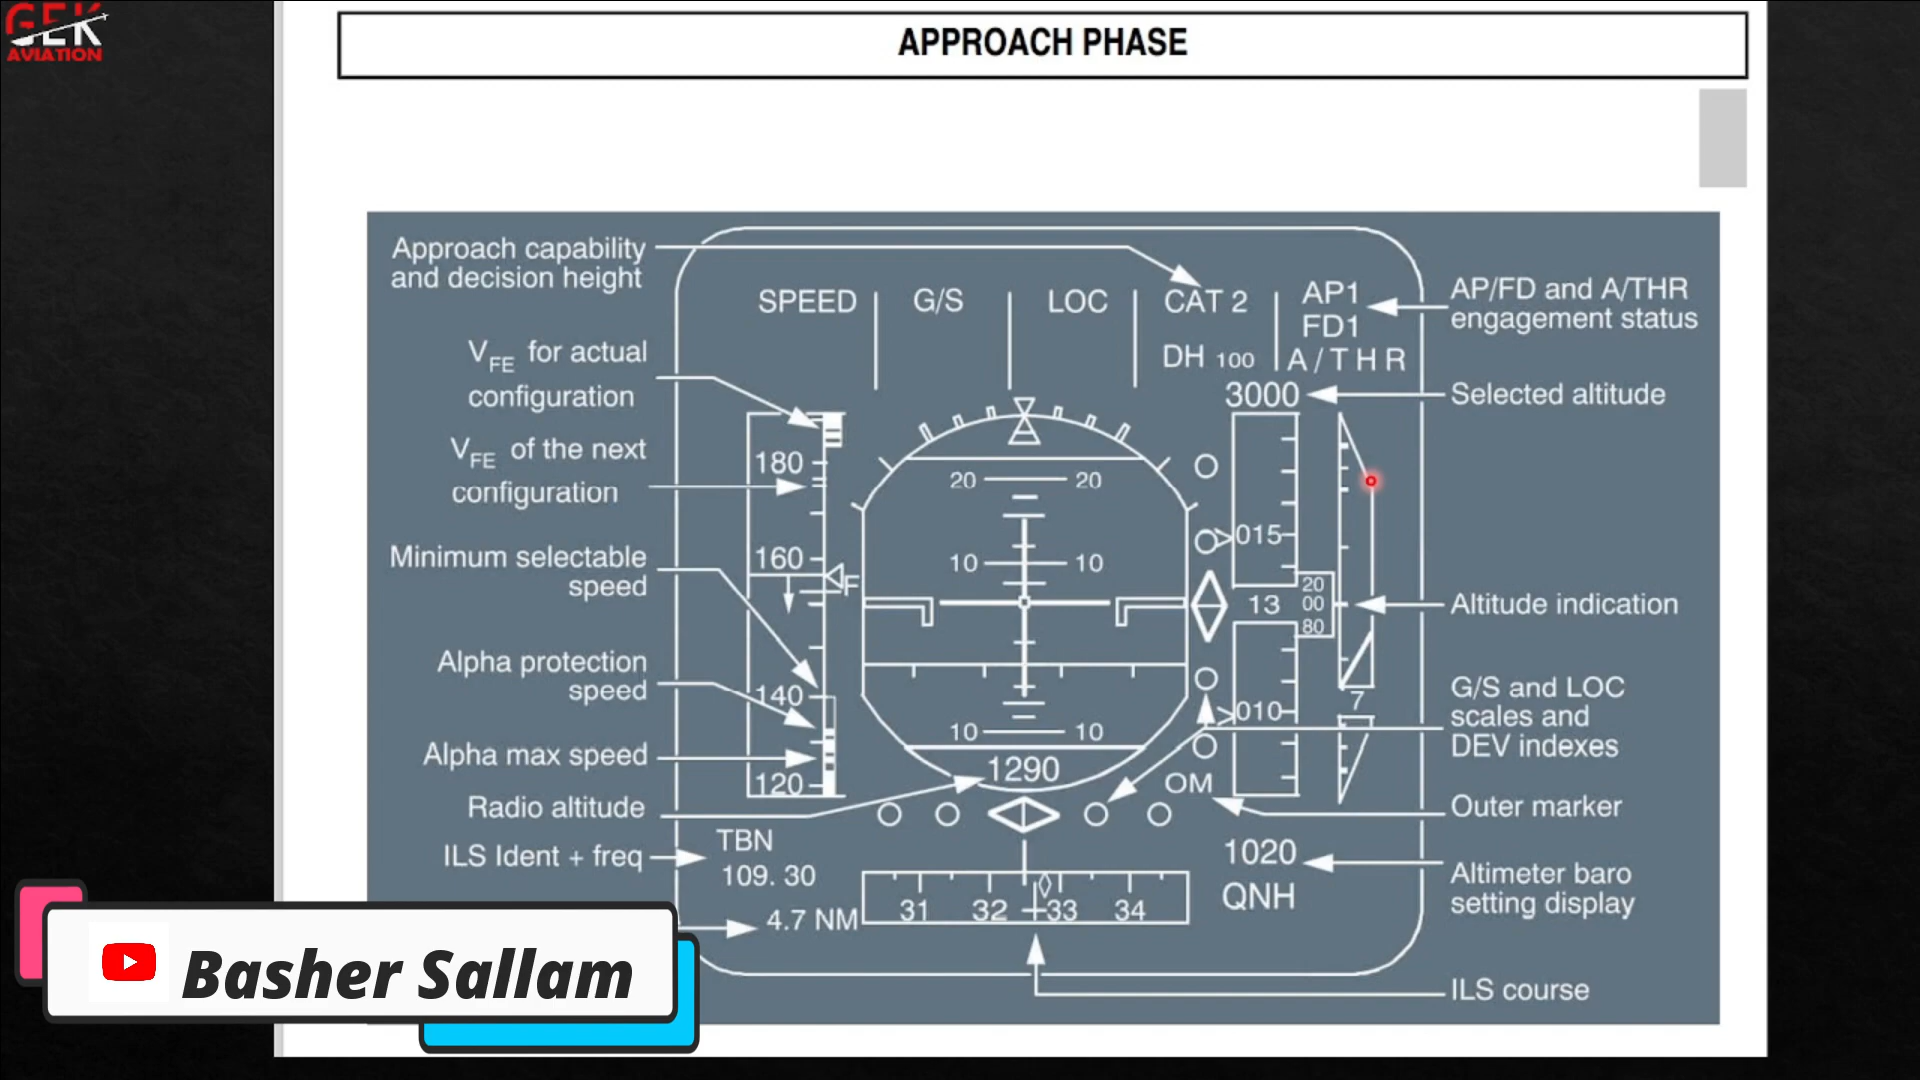 GEK
AVIATION
APPROACH PHASE
Approach capability
and decision height
SPEED
G/S
LOC
CAT 2
AP1
FD1
DH 100
A/THR
AP/FD and A/THR
engagement status
VFE for actual
configuration
3000
Selected altitude
VFE of the next
configuration
180
20 20
015
Minimum selectable
speed
160
F
10 10
13
20
00
80
Altitude indication
Alpha protection
speed
140
G/S and LOC
scales and
DEV indexes
7
010
10 10
Alpha max speed
120
1290
OM
Radio altitude
Outer marker
ILS Ident + freq
TBN
109. 30
1020
QNH
Altimeter baro
setting display
4.7 NM
31 32 33 34
ILS course
Basher Sallam